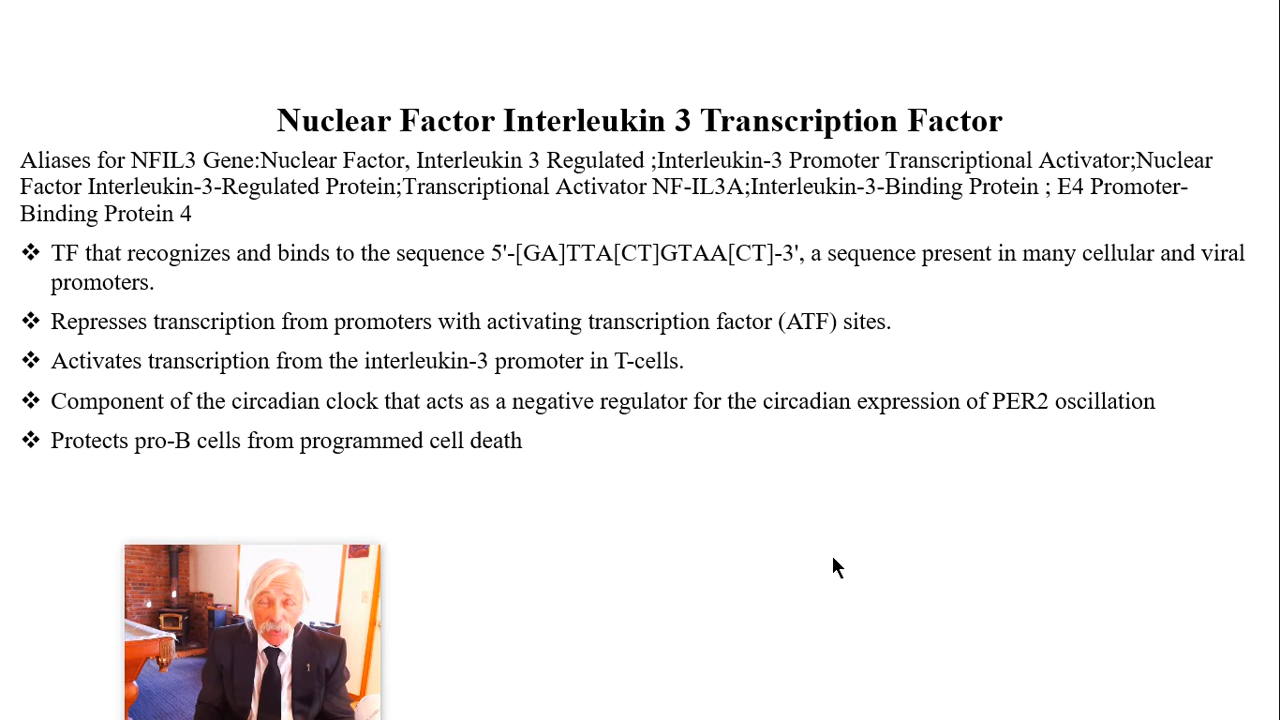 Nuclear Factor Interleukin 3 Transcription Factor
Aliases for NFIL3 Gene:Nuclear Factor, Interleukin 3 Regulated ;Interleukin-3 Promoter Transcriptional Activator;Nuclear
Factor Interleukin-3-Regulated Protein;Transcriptional Activator NF-IL3A;Interleukin-3-Binding Protein ; E4 Promoter-
Binding Protein 4
❖ TF that recognizes and binds to the sequence 5'-[GA]TTA[CT]GTAA[CT]-3', a sequence present in many cellular and viral
promoters.
❖ Represses transcription from promoters with activating transcription factor (ATF) sites.
❖ Activates transcription from the interleukin-3 promoter in T-cells.
❖ Component of the circadian clock that acts as a negative regulator for the circadian expression of PER2 oscillation
❖ Protects pro-B cells from programmed cell death